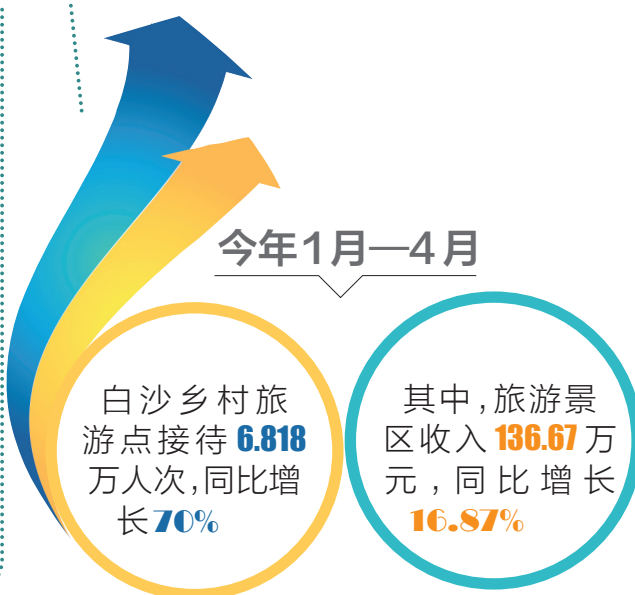 今年1月—4月
白沙乡村旅
游点接待6.818
万人次,同比增
长70%
其中,旅游景
区收入136.67万
元,同比增长
16.87%